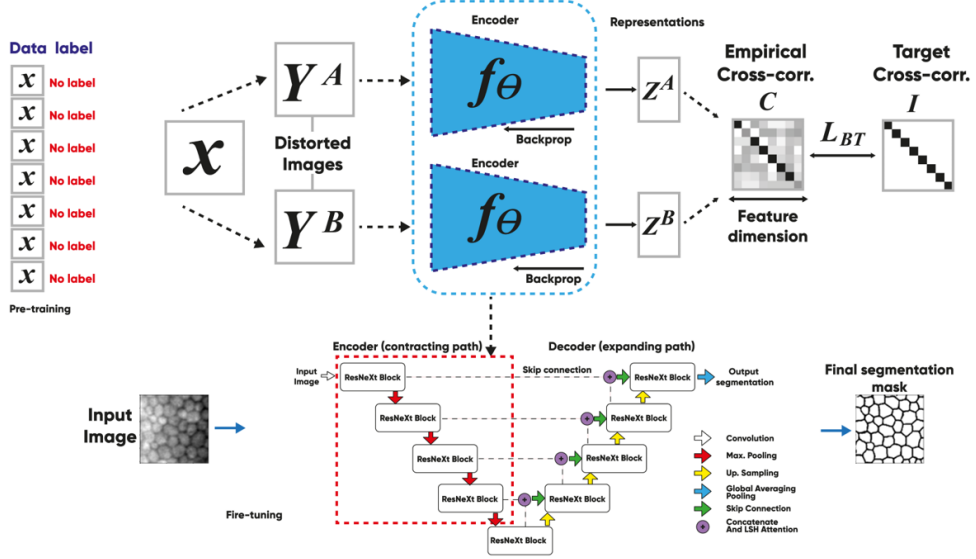 Data label
x No label
x No label
x No label
x No label
x No label
x No label
x No label
Pre-training
x
Y A
Distorted
Images
Y B
Encoder
fθ
Backprop
Encoder
fθ
Backprop
Representations
Z A
Z B
Empirical
Cross-corr.
C
Feature
dimension
L BT
Target
Cross-corr.
I
Encoder (contracting path)
Decoder (expanding path)
Input
Image
ResNeXt Block
Skip connection
+
ResNeXt Block
Output
segmentation
ResNeXt Block
+
ResNeXt Block
ResNeXt Block
+
ResNeXt Block
ResNeXt Block
+
ResNeXt Block
ResNeXt Block
Input
Image
Fire-tuning
Convolution
Max. Pooling
Up. Sampling
Global Averaging
Pooling
Skip Connection
+ Concatenate
And LSH Attention
Final segmentation
mask